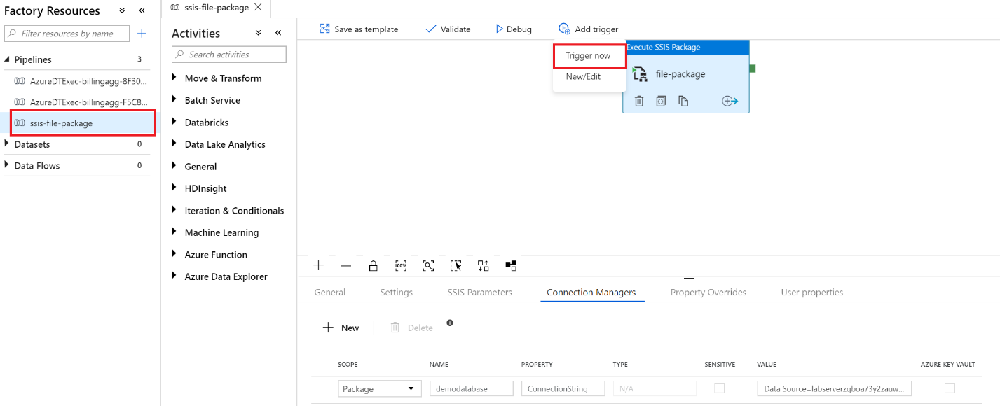 Factory Resources
Filter resources by name
Pipelines 3
AzureDTExec-billingagg-8F30...
AzureDTExec-billingagg-F5C8...
ssis-file-package
Datasets 0
Data Flows 0
ssis-file-package
Activities
Search activities
Move & Transform
Batch Service
Databricks
Data Lake Analytics
General
HDInsight
Iteration & Conditionals
Machine Learning
Azure Function
Azure Data Explorer
Save as template Validate Debug Add trigger
Trigger now
New/Edit
Execute SSIS Package
file-package
100%
General Settings SSIS Parameters Connection Managers Property Overrides User properties
New Delete
SCOPE NAME PROPERTY TYPE SENSITIVE VALUE AZURE KEY VAULT
Package demodatabase ConnectionString N/A Data Source=labserverzqboa73y2zauw...